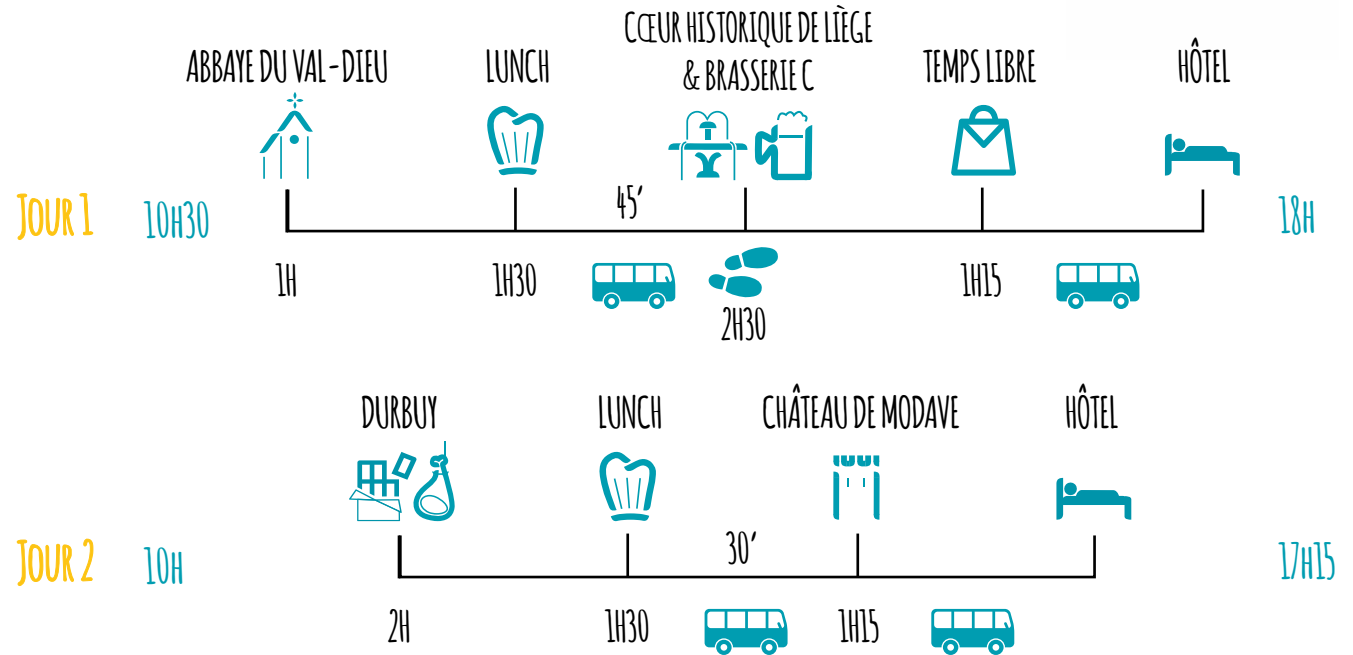 CŒUR HISTORIQUE DE LIÈGE
ABBAYE DU VAL-DIEU LUNCH & BRASSERIE C TEMPS LIBRE HÔTEL
45’
JOUR 1 10H30 18H
1H 1H30 1H15
2H30
DURBUY LUNCH CHÂTEAU DE MODAVE HÔTEL
30’
JOUR 2 10H 17H15
2H 1H30 1H15